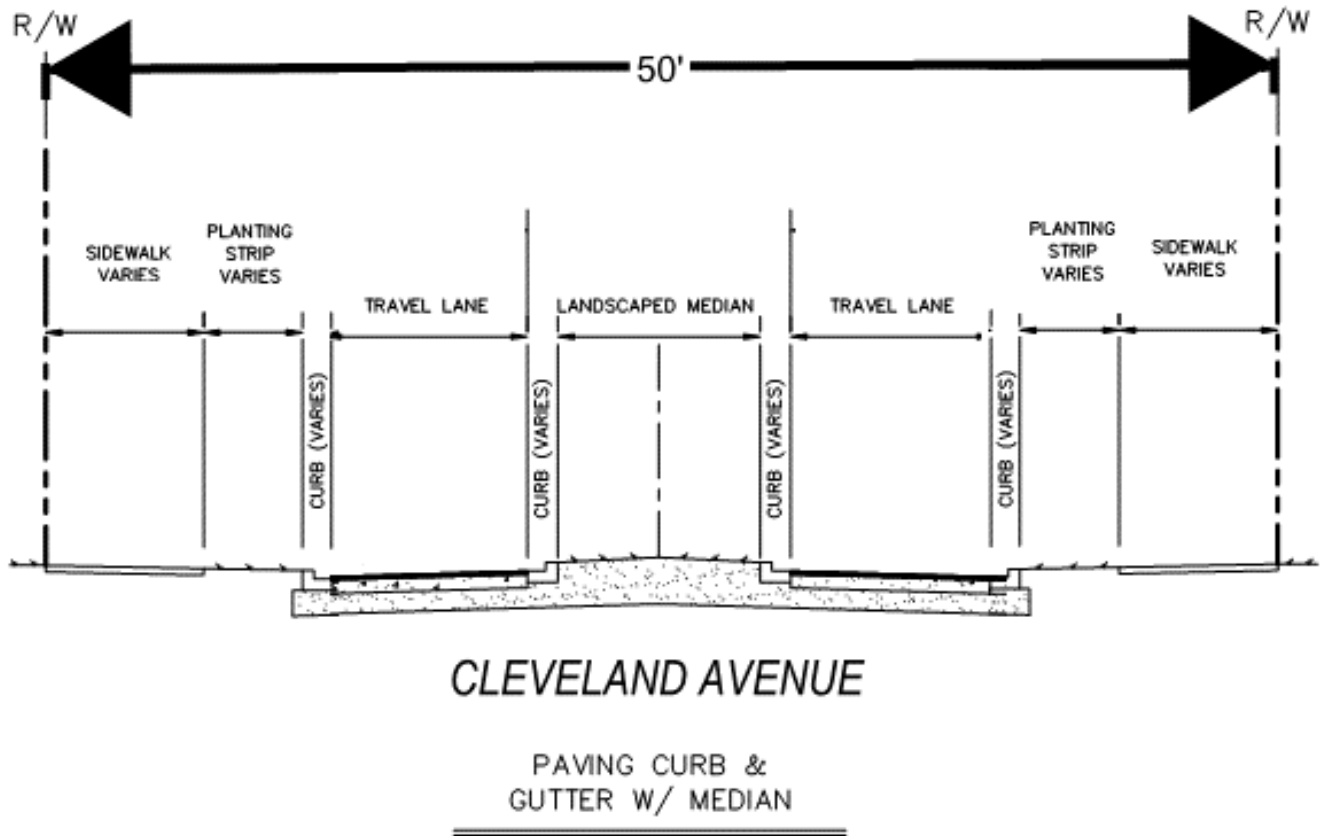 R/W
R/W
50'
SIDEWALK
VARIES
PLANTING
STRIP
VARIES
TRAVEL LANE
LANDSCAPED MEDIAN
TRAVEL LANE
PLANTING
STRIP
VARIES
SIDEWALK
VARIES
CURB (VARIES)
CURB (VARIES)
CURB (VARIES)
CURB (VARIES)
CLEVELAND AVENUE
PAVING CURB &
GUTTER W/ MEDIAN